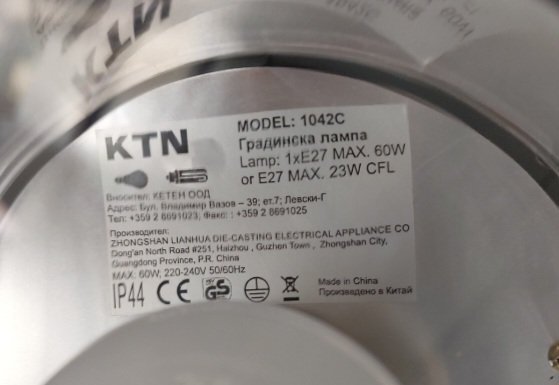 KTN
MODEL: 1042C
Градинска лампа
Lamp: 1xE27 MAX. 60W
or E27 MAX. 23W CFL
Вносител: КЕТЕН ООД
Адрес: Бул. Владимир Вазов – 39; ет.7; Левски-Г
Тел: +359 2 8691023; Факс: : +359 2 8691025
Производител:
ZHONGSHAN LIANHUA DIE-CASTING ELECTRICAL APPLIANCE CO
Dong'an North Road #251, Haizhou , Guzhen Town , Zhongshan City,
Guangdong Province, P.R. China
MAX: 60W, 220-240V 50/60Hz
IP44 CE GS
Made in China
Произведено в Китай